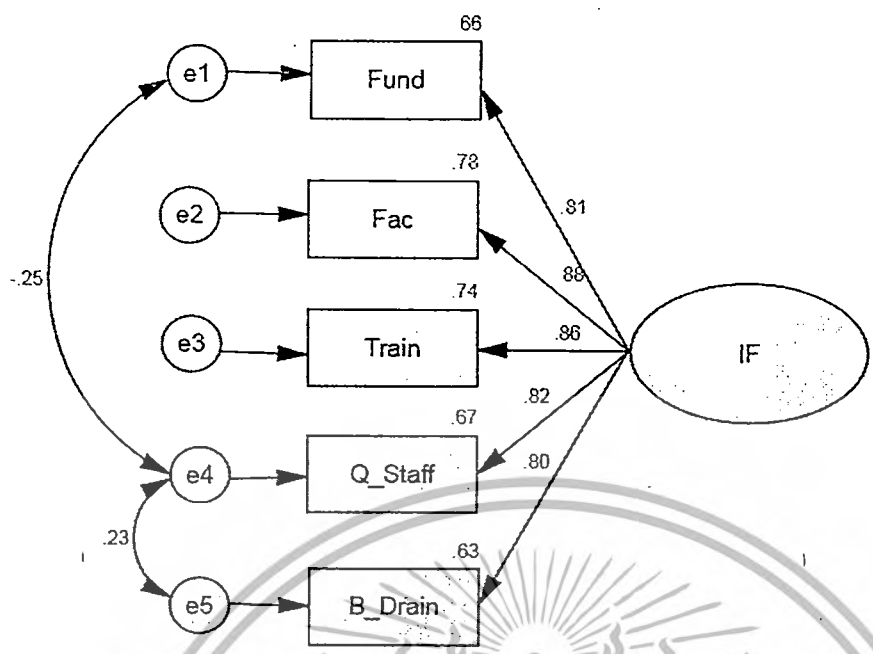 66
e1
Fund
.78
e2
Fac
.81
-.25
.88
.74
e3
Train
.86
IF
.82
.67
e4
Q_Staff
.80
.23
.63
e5
B_Drain